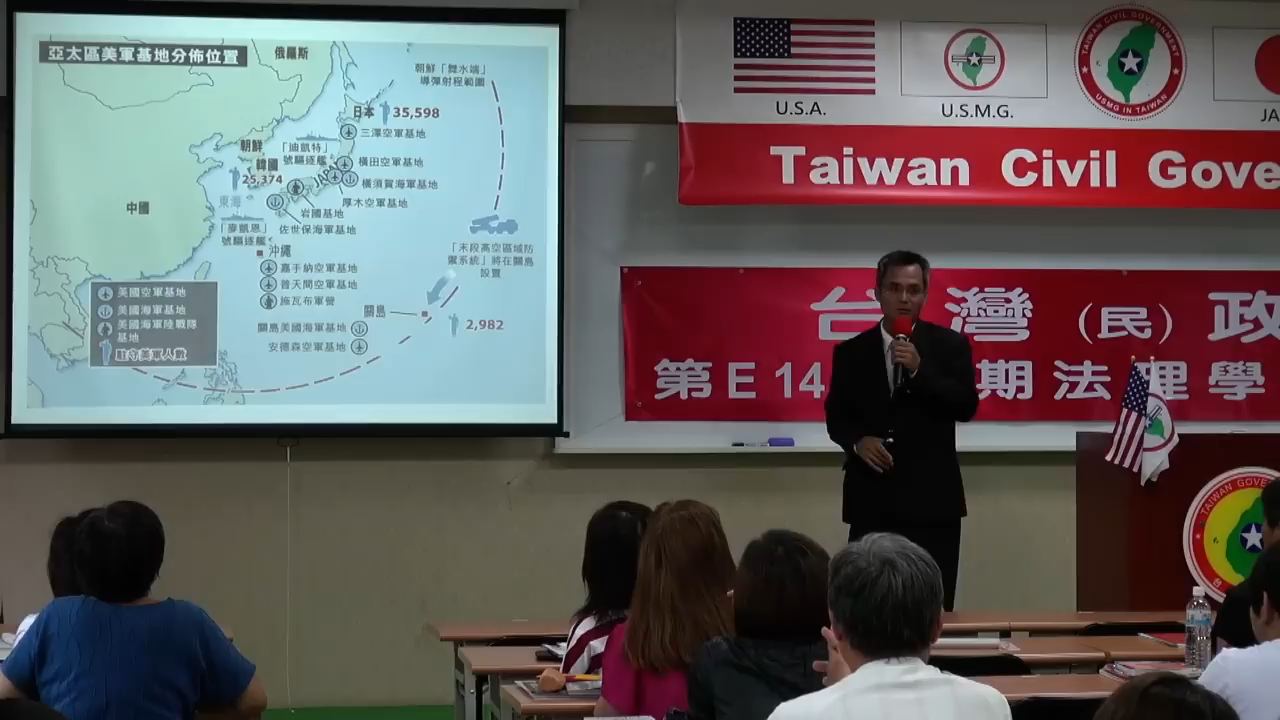 亞太區美軍基地分佈位置
俄羅斯
朝鮮「舞水端」
導彈射程範圍
日本 35,598
三澤空軍基地
朝鮮
「迪凱特」
號驅逐艦
韓國
橫田空軍基地
25,374
橫須賀海軍基地
東海
厚木空軍基地
中國
岩國基地
「麥凱恩」
號驅逐艦
佐世保海軍基地
沖繩
「末段高空區域防
禦系統」將在關島
設置
嘉手納空軍基地
普天間空軍基地
施瓦布軍營
美國空軍基地
美國海軍基地
美國海軍陸戰隊
基地
駐守美軍人數
關島
2,982
關島美國海軍基地
安德森空軍基地
U.S.A.
U.S.M.G.
TAIWAN CIVIL GOVERNMENT
USMG IN TAIWAN
JA
Taiwan Civil Gove
台灣（民）政
第E14 期法理學
TAIWAN GOVE
台